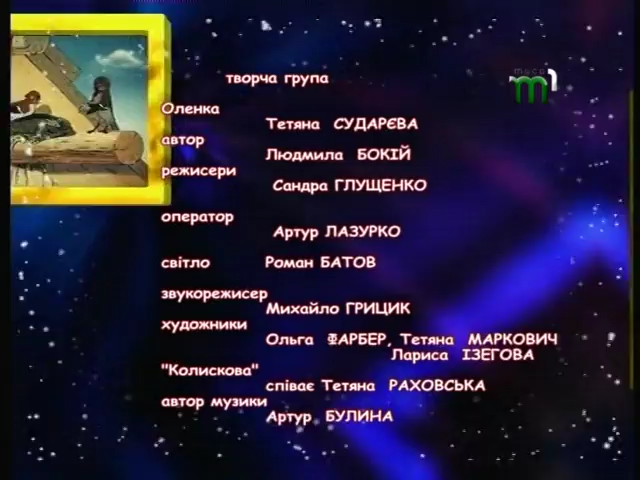 творча група
Оленка
Тетяна СУДАРЄВА
автор
Людмила БОКІЙ
режисери
Сандра ГЛУЩЕНКО
оператор
Артур ЛАЗУРКО
світло Роман БАТОВ
звукорежисер
Михайло ГРИЦИК
художники
Ольга ФАРБЕР, Тетяна МАРКОВИЧ
Лариса ІЗЕГОВА
"Колискова"
співає Тетяна РАХОВСЬКА
автор музики
Артур БУЛИНА